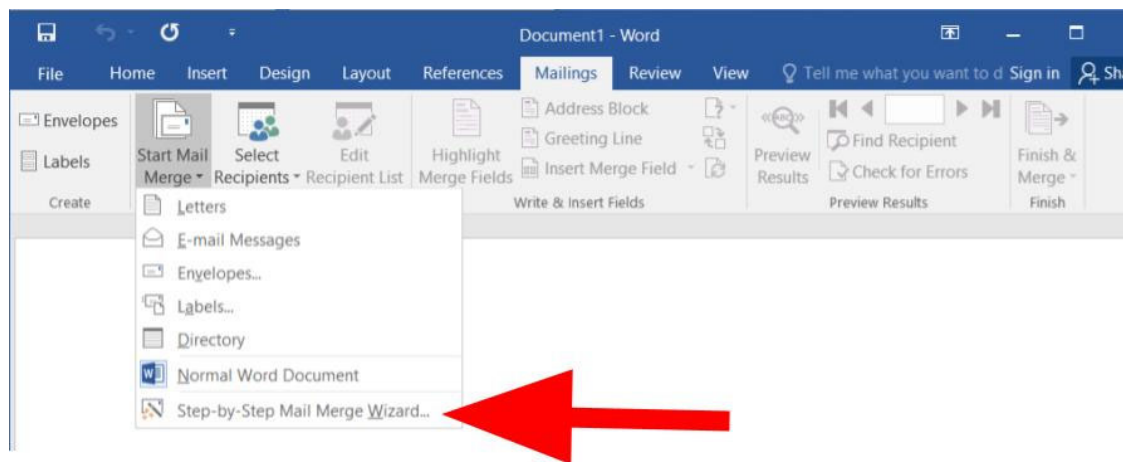 Document1 - Word
File Home Insert Design Layout References Mailings Review View Tell me what you want to d Sign in Sha
Envelopes
Labels
Create
Start Mail
Merge
Select
Recipients
Edit
Recipient List
Highlight
Merge Fields
Address Block
Greeting Line
Insert Merge Field
Write & Insert Fields
«ABC»
Preview
Results
Find Recipient
Check for Errors
Preview Results
Finish &
Merge
Finish
Letters
E-mail Messages
Envelopes...
Labels...
Directory
Normal Word Document
Step-by-Step Mail Merge Wizard...